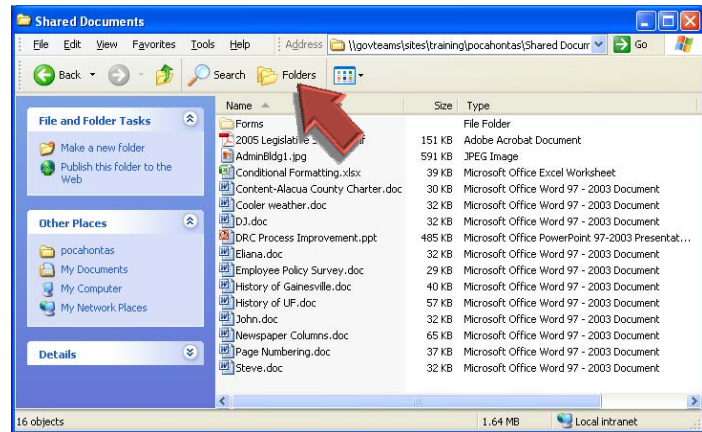 Shared Documents
File Edit View Favorites Tools Help Address \\govteams\sites\training\pocahontas\Shared Docum Go
Back Search Folders
File and Folder Tasks
Make a new folder
Publish this folder to the
Web
Other Places
pocahontas
My Documents
My Computer
My Network Places
Details
Name Size Type
Forms File Folder
2005 Legislative 151 KB Adobe Acrobat Document
AdminBldg1.jpg 591 KB JPEG Image
Conditional Formatting.xlsx 39 KB Microsoft Office Excel Worksheet
Content-Alacua County Charter.doc 30 KB Microsoft Office Word 97 - 2003 Document
Cooler weather.doc 32 KB Microsoft Office Word 97 - 2003 Document
DJ.doc 32 KB Microsoft Office Word 97 - 2003 Document
DRC Process Improvement.ppt 485 KB Microsoft Office PowerPoint 97-2003 Presentat...
Eliana.doc 32 KB Microsoft Office Word 97 - 2003 Document
Employee Policy Survey.doc 29 KB Microsoft Office Word 97 - 2003 Document
History of Gainesville.doc 40 KB Microsoft Office Word 97 - 2003 Document
History of UF.doc 57 KB Microsoft Office Word 97 - 2003 Document
John.doc 32 KB Microsoft Office Word 97 - 2003 Document
Newspaper Columns.doc 65 KB Microsoft Office Word 97 - 2003 Document
Page Numbering.doc 37 KB Microsoft Office Word 97 - 2003 Document
Steve.doc 32 KB Microsoft Office Word 97 - 2003 Document
16 objects 1.64 MB Local intranet